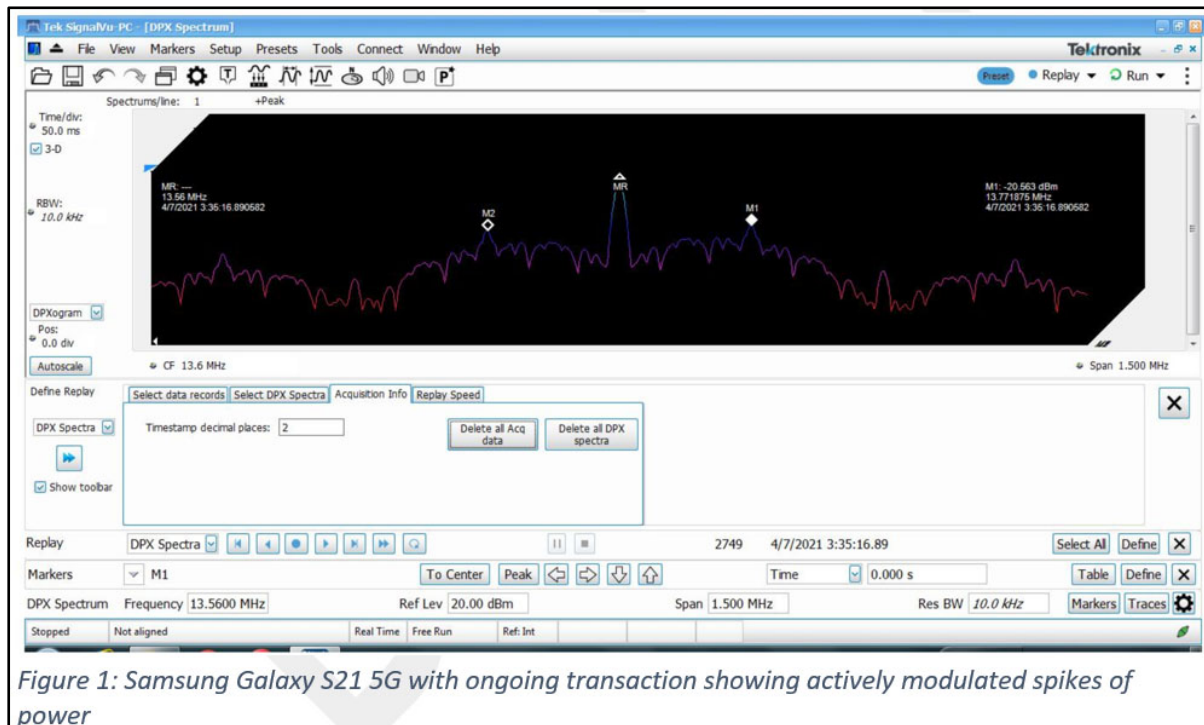 Tek SignalVu-PC - [DPX Spectrum]
File View Markers Setup Presets Tools Connect Window Help
Tektronix
Preset Replay Run
Spectrums/line: 1 +Peak
Time/div:
50.0 ms
3-D
RBW:
10.0 kHz
MR: ---
13.56 MHz
4/7/2021 3:35:16.890582
MR
M2
M1
M1: -20.563 dBm
13.771875 MHz
4/7/2021 3:35:16.890582
DPXogram
Pos:
0.0 div
Autoscale
CF 13.6 MHz
Span 1.500 MHz
Define Replay
Select data records Select DPX Spectra Acquisition Info Replay Speed
DPX Spectra
Timestamp decimal places: 2
Delete all Acq
data
Delete all DPX
spectra
Show toolbar
Replay DPX Spectra 2749 4/7/2021 3:35:16.89 Select All Define
Markers M1 To Center Peak Time 0.000 s Table Define
DPX Spectrum Frequency 13.5600 MHz Ref Lev 20.00 dBm Span 1.500 MHz Res BW 10.0 kHz Markers Traces
Stopped Not aligned Real Time Free Run Ref: Int
Figure 1: Samsung Galaxy S21 5G with ongoing transaction showing actively modulated spikes of
power